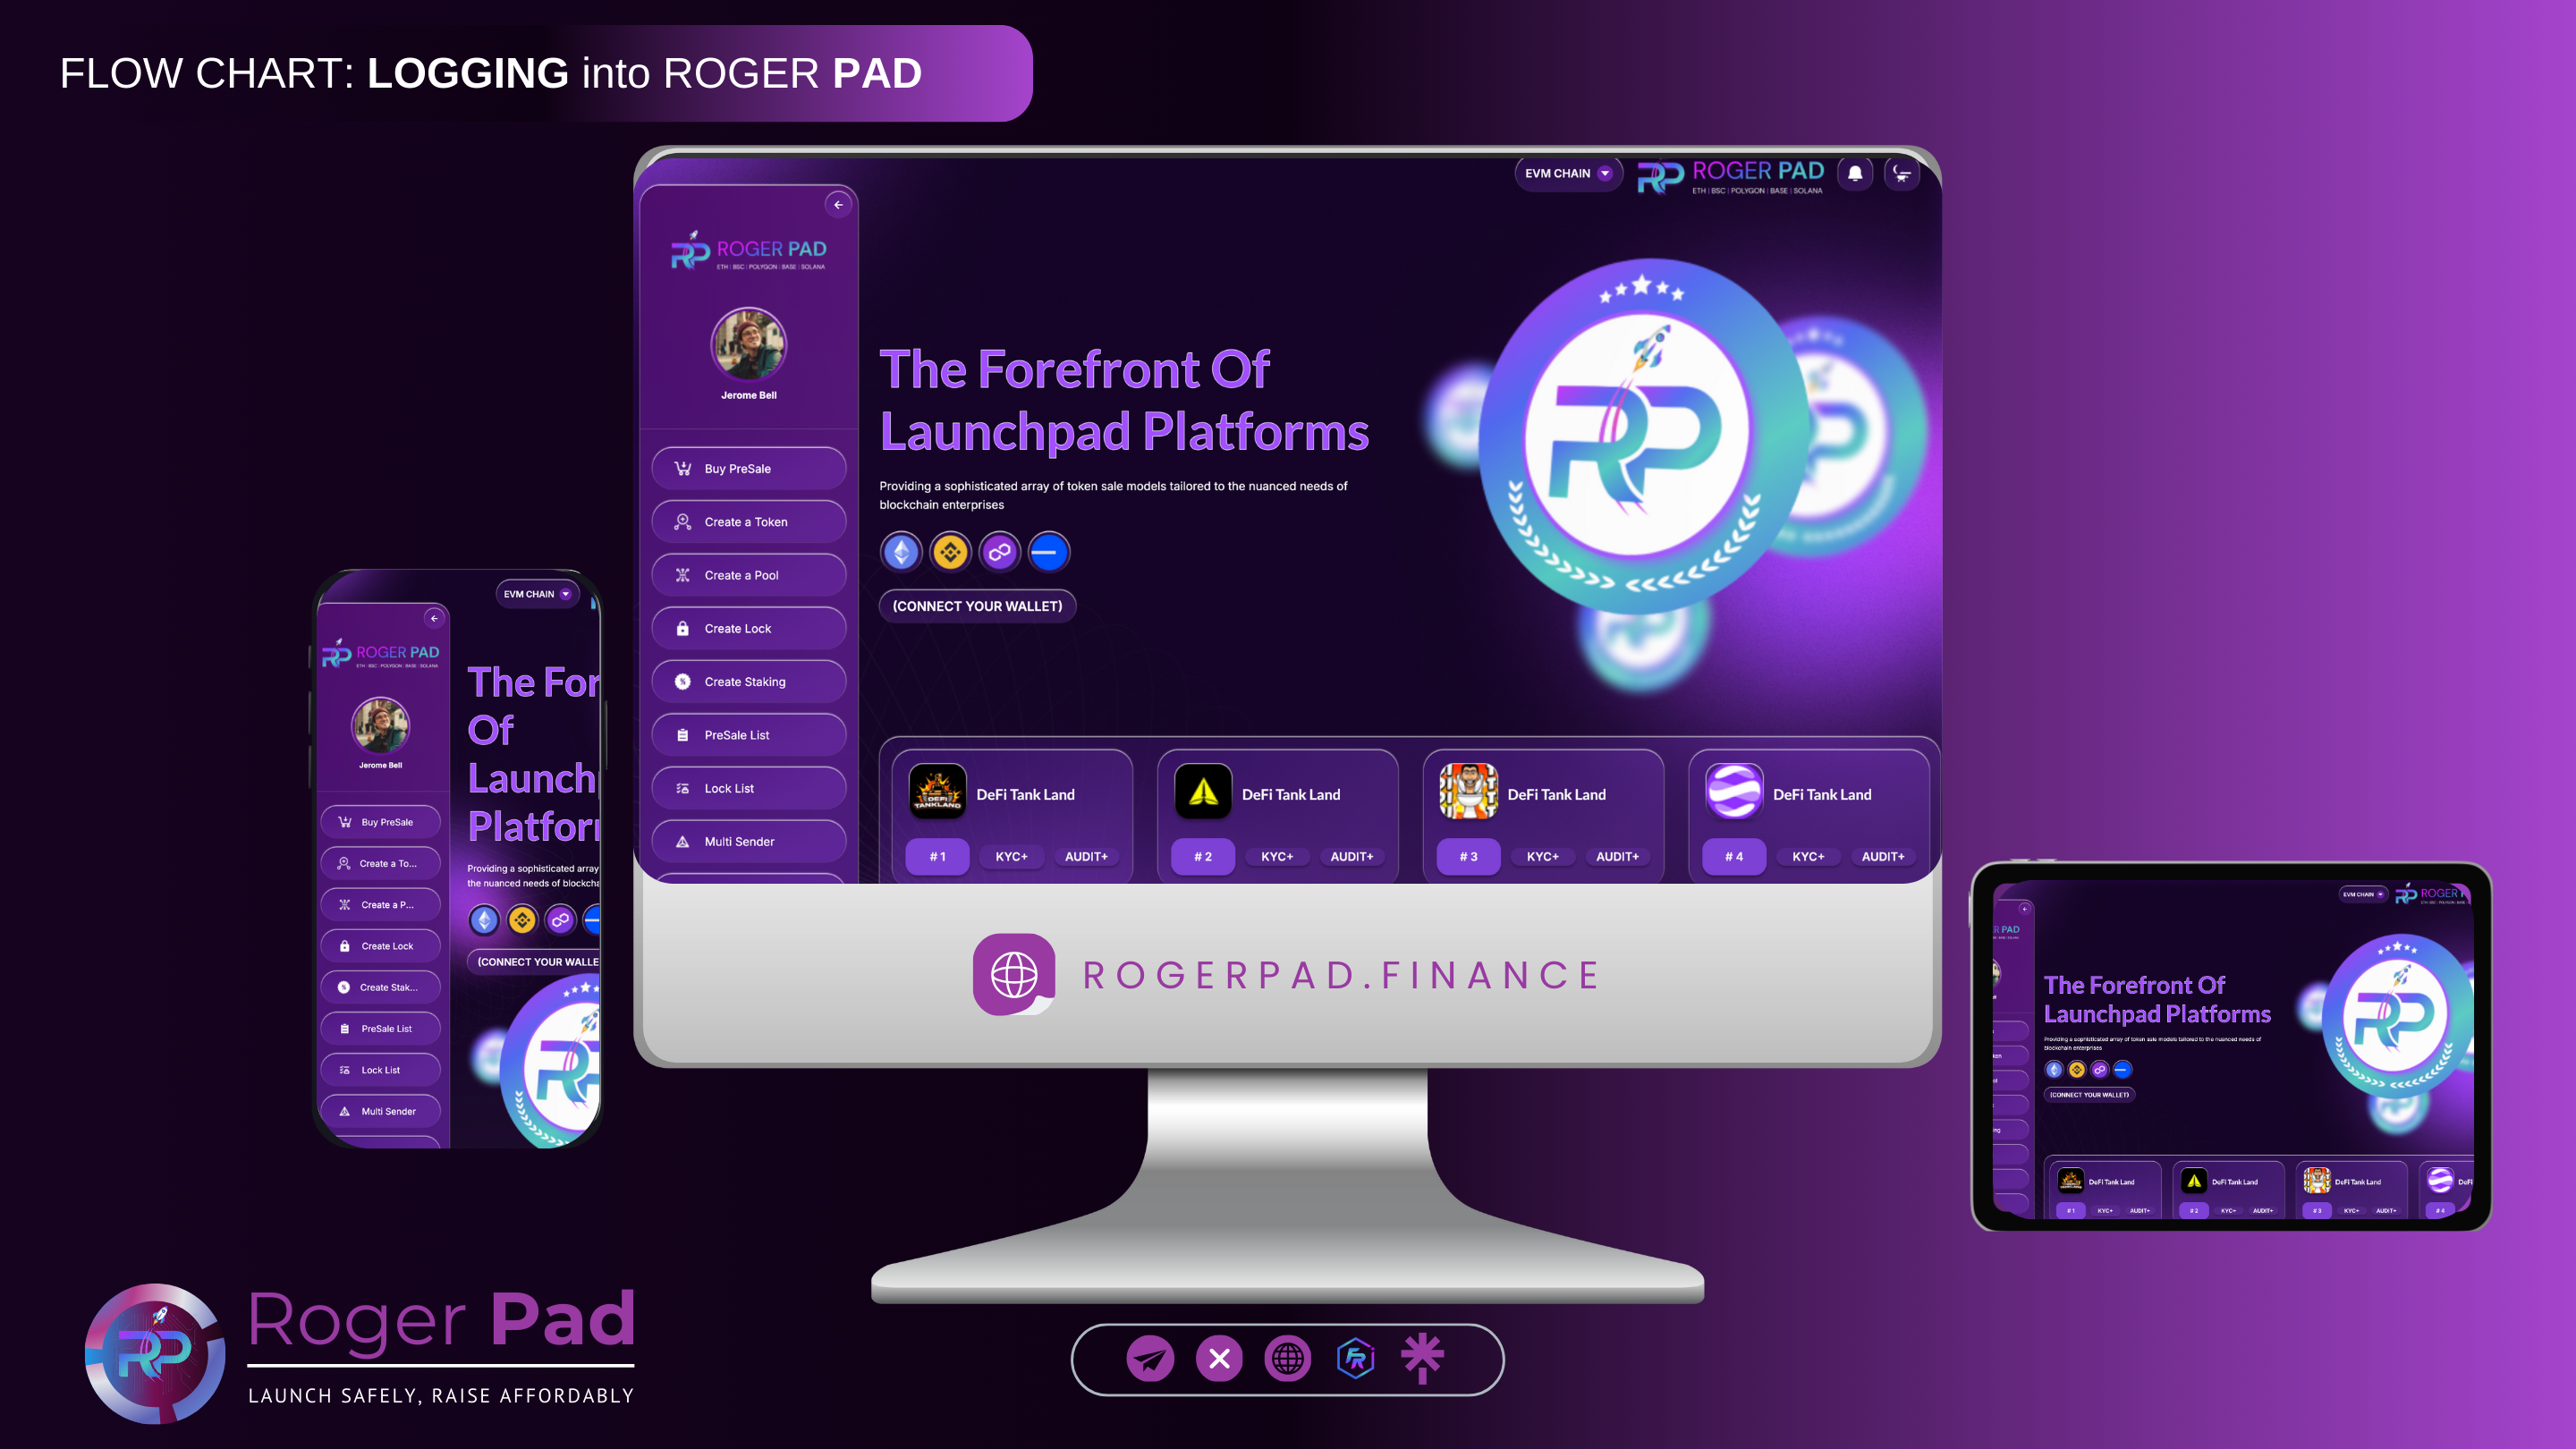 FLOW CHART: LOGGING into ROGER PAD
EVM CHAIN
ROGER PAD
ETH | BSC | POLYGON | BASE | SOLANA
ROGER PAD
ETH | BSC | POLYGON | BASE | SOLANA
Jerome Bell
Buy PreSale
Create a Token
Create a Pool
Create Lock
Create Staking
PreSale List
Lock List
Multi Sender
The Forefront Of
Launchpad Platforms
Providing a sophisticated array of token sale models tailored to the nuanced needs of
blockchain enterprises
(CONNECT YOUR WALLET)
RP
DEFI
TANKLAND
DeFi Tank Land
#1 KYC+ AUDIT+
DeFi Tank Land
#2 KYC+ AUDIT+
DeFi Tank Land
#3 KYC+ AUDIT+
DeFi Tank Land
#4 KYC+ AUDIT+
ROGERPAD.FINANCE
EVM CHAIN
ROGER PAD
ETH | BSC | POLYGON | BASE | SOLANA
Jerome Bell
Buy PreSale
Create a To...
Create a P...
Create Lock
Create Stak...
PreSale List
Lock List
Multi Sender
The For
Of
Launch
Platfor
Providing a sophisticated array
the nuanced needs of blockcha
(CONNECT YOUR WALLE
EVM CHAIN
ROGER
R PAD
The Forefront Of
Launchpad Platforms
Providing a sophisticated array of token sale models tailored to the nuanced needs of
blockchain enterprises
(CONNECT YOUR WALLET)
RP
DeFi Tank Land
#1 KYC+ AUDIT+
DeFi Tank Land
#2 KYC+ AUDIT+
DeFi Tank Land
#3 KYC+ AUDIT+
DeFi
#4
RP
Roger Pad
LAUNCH SAFELY, RAISE AFFORDABLY